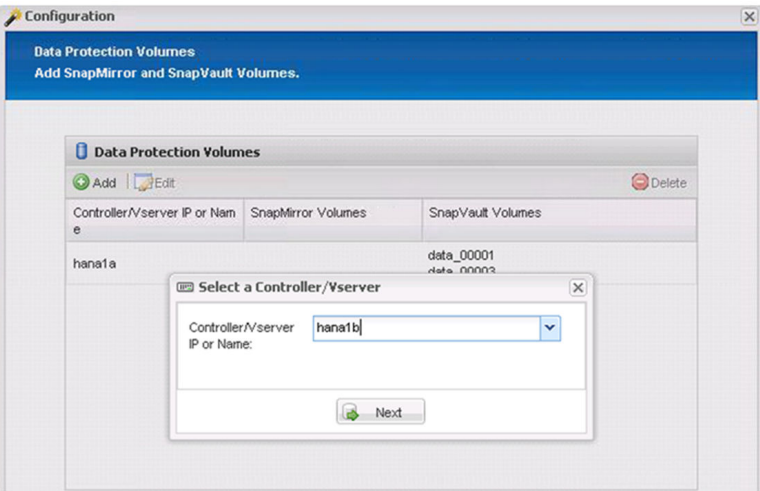 Configuration
Data Protection Volumes
Add SnapMirror and SnapVault Volumes.
Data Protection Volumes
Add
Edit
Delete
Controller/Vserver IP or Nam
e
SnapMirror Volumes
SnapVault Volumes
hana1a
data_00001
data_00003
Select a Controller/Vserver
Controller/Vserver
IP or Name:
hana1b
Next